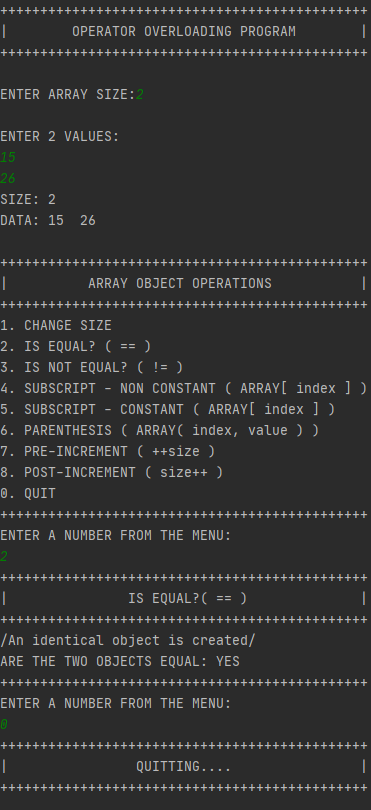 ++++++++++++++++++++++++++++++++++++++++++++++
|        OPERATOR OVERLOADING PROGRAM        |
++++++++++++++++++++++++++++++++++++++++++++++
ENTER ARRAY SIZE:2
ENTER 2 VALUES:
15
26
SIZE: 2
DATA: 15  26
++++++++++++++++++++++++++++++++++++++++++++++
|          ARRAY OBJECT OPERATIONS           |
++++++++++++++++++++++++++++++++++++++++++++++
1. CHANGE SIZE
2. IS EQUAL? ( == )
3. IS NOT EQUAL? ( != )
4. SUBSCRIPT - NON CONSTANT ( ARRAY[ index ] )
5. SUBSCRIPT - CONSTANT ( ARRAY[ index ] )
6. PARENTHESIS ( ARRAY( index, value ) )
7. PRE-INCREMENT ( ++size )
8. POST-INCREMENT ( size++ )
0. QUIT
++++++++++++++++++++++++++++++++++++++++++++++
ENTER A NUMBER FROM THE MENU:
2
++++++++++++++++++++++++++++++++++++++++++++++
|               IS EQUAL?( == )              |
++++++++++++++++++++++++++++++++++++++++++++++
/An identical object is created/
ARE THE TWO OBJECTS EQUAL: YES
++++++++++++++++++++++++++++++++++++++++++++++
ENTER A NUMBER FROM THE MENU:
0
++++++++++++++++++++++++++++++++++++++++++++++
|                QUITTING....                |
++++++++++++++++++++++++++++++++++++++++++++++